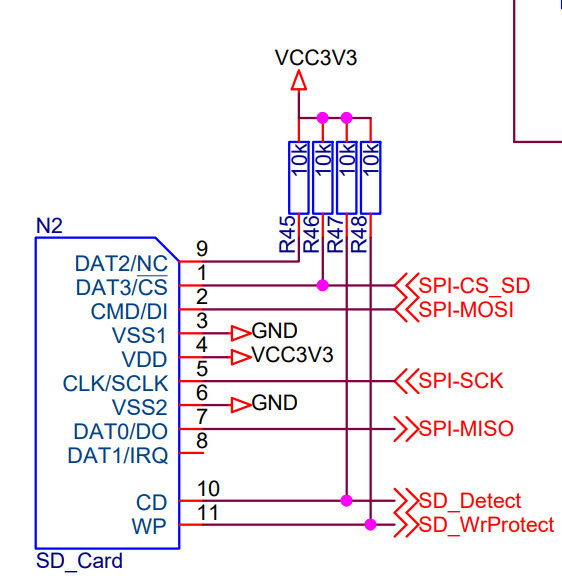 VCC3V3
10k
10k
10k
10k
R45
R46
R47
R48
N2
DAT2/NC 9
DAT3/CS 1 SPI-CS_SD
CMD/DI 2 SPI-MOSI
VSS1 3 GND
VDD 4 VCC3V3
CLK/SCLK 5 SPI-SCK
VSS2 6 GND
DAT0/DO 7 SPI-MISO
DAT1/IRQ 8
CD 10 SD_Detect
WP 11 SD_WrProtect
SD_Card